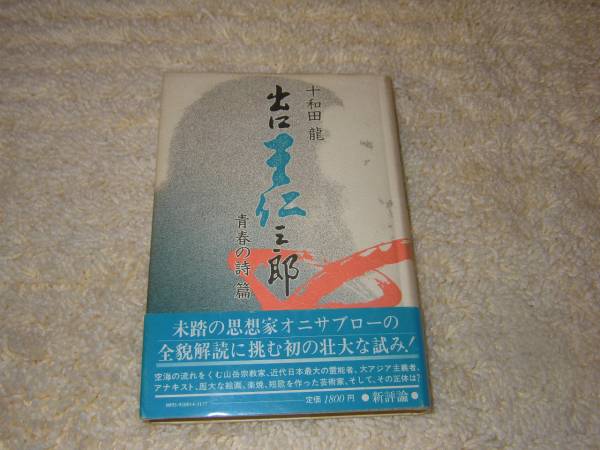 十和田 龍
出口王仁三郎
青春の詩 篇
未踏の思想家オニサブローの
全貌解読に挑む初の壮大な試み!
空海の流れをくむ山岳宗教家、近代日本最大の霊能者、大アジア主義者、
アナキスト、厖大な絵画、楽焼、短歌を作った芸術家、そして、その正体は?
定価1800円 ●新評論●